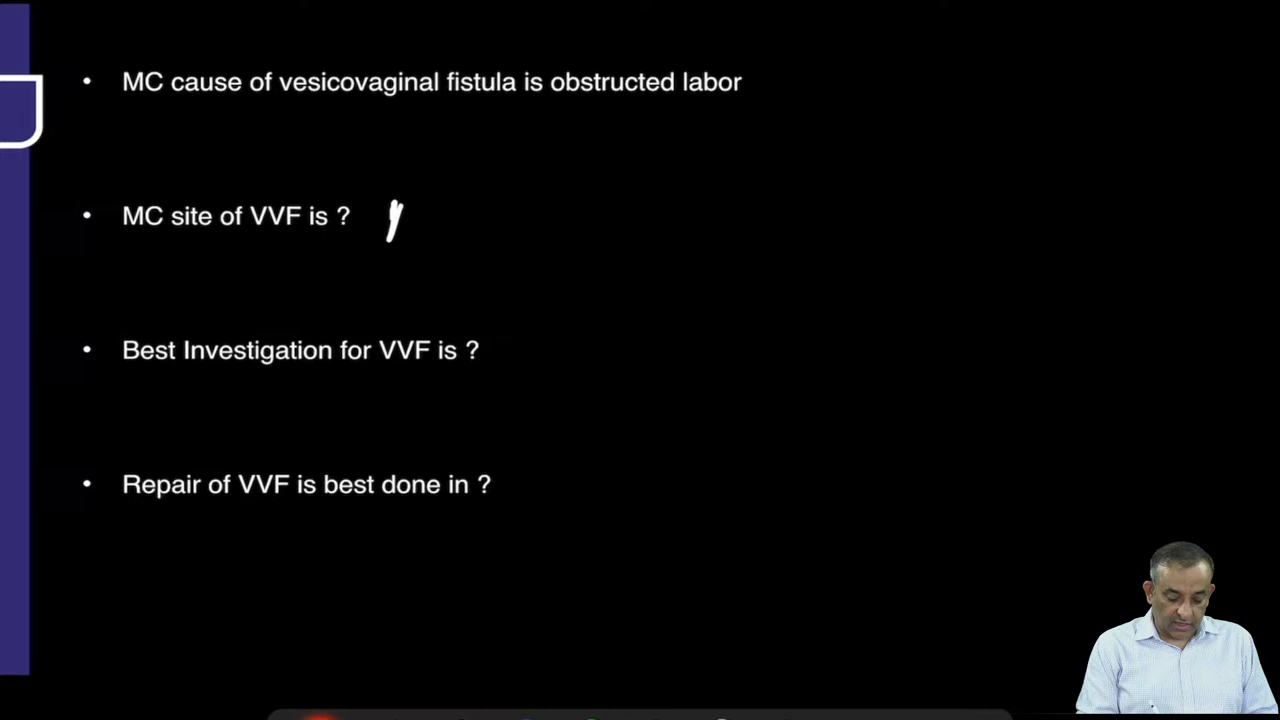 • MC cause of vesicovaginal fistula is obstructed labor
• MC site of VVF is ?
• Best Investigation for VVF is ?
• Repair of VVF is best done in ?